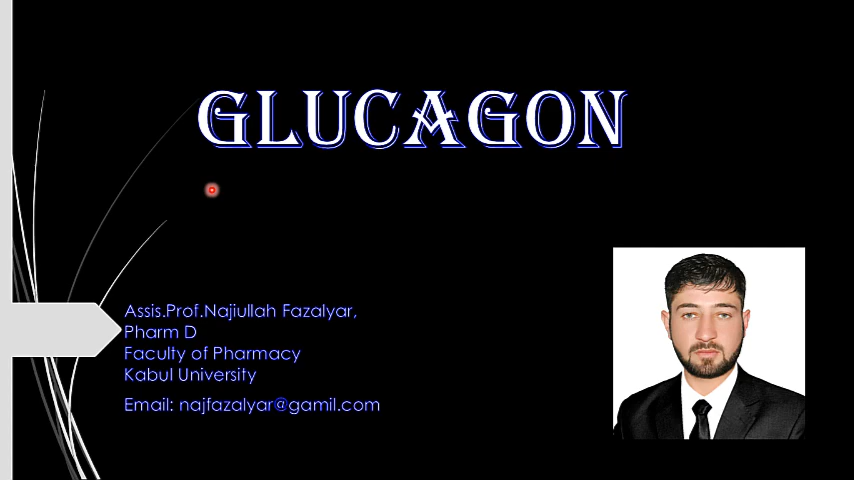 GLUCAGON
Assis.Prof.Najiullah Fazalyar,
Pharm D
Faculty of Pharmacy
Kabul University
Email: najfazalyar@gamil.com